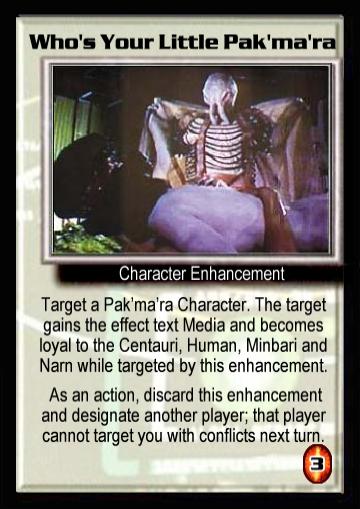 Who's Your Little Pak'ma'ra
Character Enhancement
Target a Pak'ma'ra Character. The target
gains the effect text Media and becomes
loyal to the Centauri, Human, Minbari and
Narn while targeted by this enhancement.
As an action, discard this enhancement
and designate another player; that player
cannot target you with conflicts next turn.
3